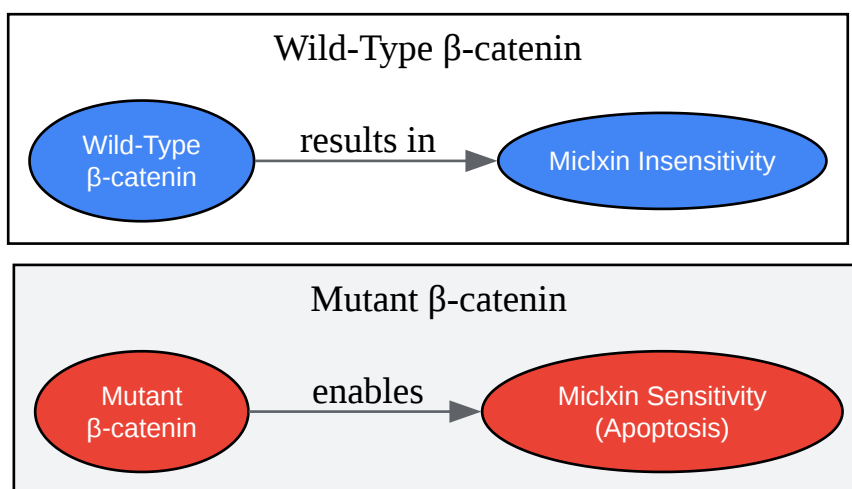 Wild-Type β-catenin
Wild-Type
β-catenin
results in
Miclxin Insensitivity
Mutant β-catenin
Mutant
β-catenin
enables
Miclxin Sensitivity
(Apoptosis)